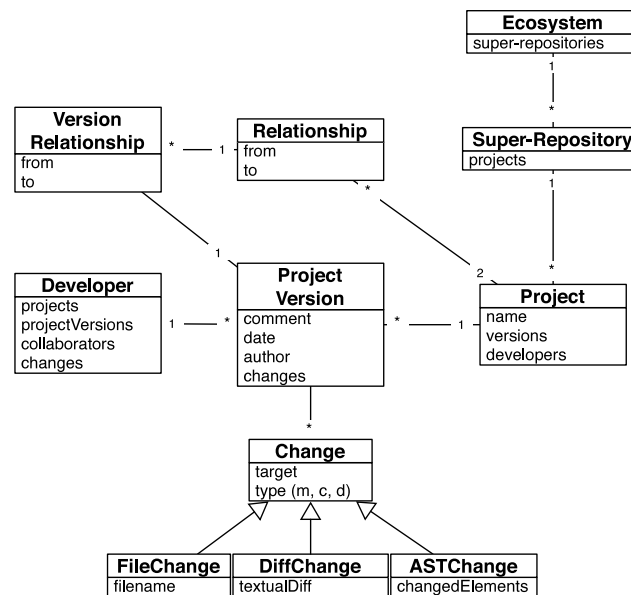 Ecosystem
super-repositories
1
*
Super-Repository
projects
1
*
Version
Relationship
from
to
*
1
Relationship
from
to
*
2
1
Developer
projects
projectVersions
collaborators
changes
1
*
Project
Version
comment
date
author
changes
*
1
Project
name
versions
developers
*
Change
target
type (m, c, d)
FileChange
filename
DiffChange
textualDiff
ASTChange
changedElements